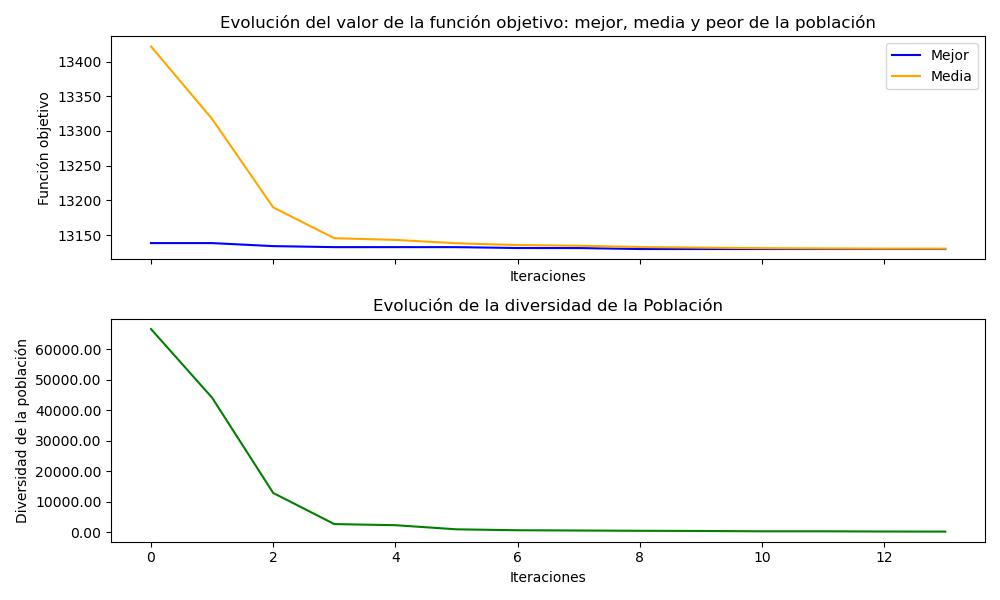 Evolución del valor de la función objetivo: mejor, media y peor de la población
Función objetivo
13400
13350
13300
13250
13200
13150
Mejor
Media
Iteraciones
Evolución de la diversidad de la Población
Diversidad de la población
60000.00
50000.00
40000.00
30000.00
20000.00
10000.00
0.00
0 2 4 6 8 10 12
Iteraciones